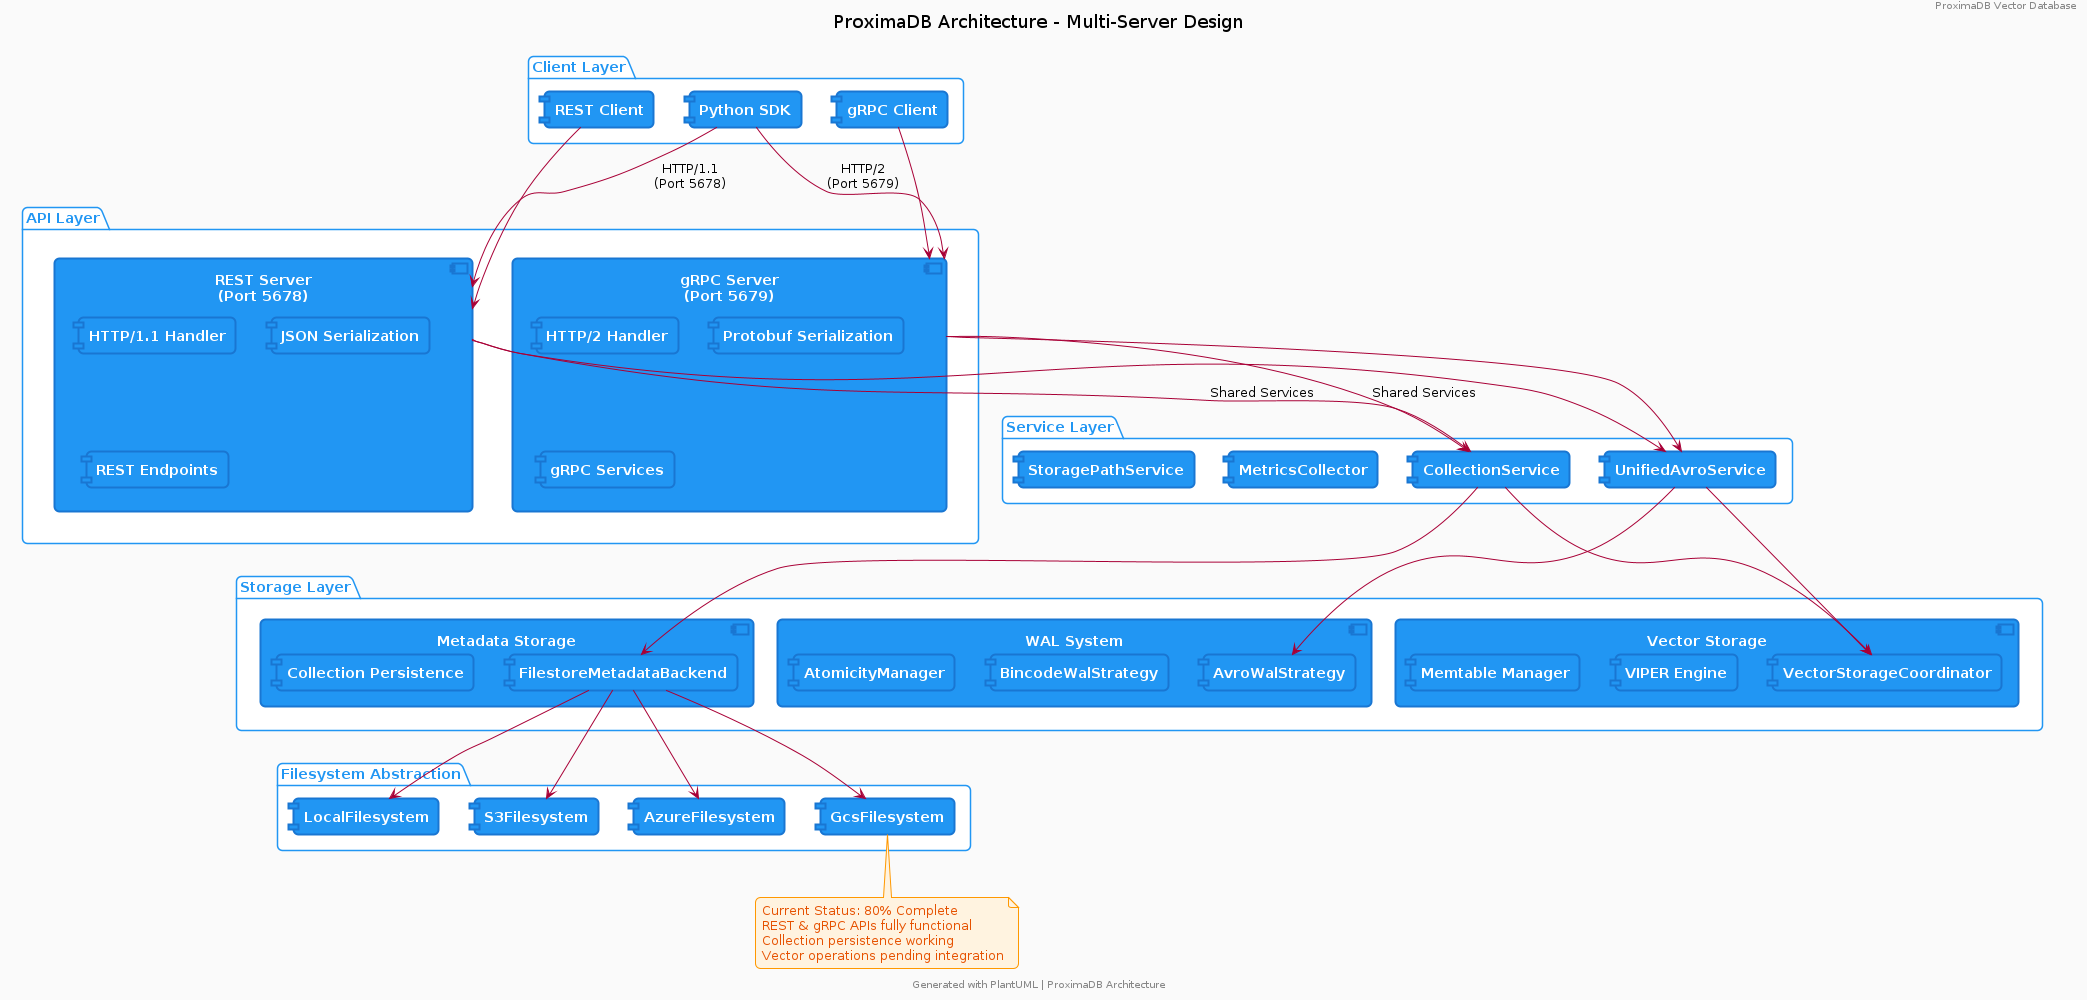 ProximaDB Vector Database
ProximaDB Architecture - Multi-Server Design
Client Layer
REST Client
Python SDK
gRPC Client
HTTP/1.1
(Port 5678)
HTTP/2
(Port 5679)
API Layer
REST Server
(Port 5678)
HTTP/1.1 Handler
JSON Serialization
REST Endpoints
gRPC Server
(Port 5679)
HTTP/2 Handler
Protobuf Serialization
gRPC Services
Shared Services
Shared Services
Service Layer
StoragePathService
MetricsCollector
CollectionService
UnifiedAvroService
Storage Layer
Metadata Storage
Collection Persistence
FilestoreMetadataBackend
WAL System
AtomicityManager
BincodeWalStrategy
AvroWalStrategy
Vector Storage
Memtable Manager
VIPER Engine
VectorStorageCoordinator
Filesystem Abstraction
LocalFilesystem
S3Filesystem
AzureFilesystem
GcsFilesystem
Current Status: 80% Complete
REST & gRPC APIs fully functional
Collection persistence working
Vector operations pending integration
Generated with PlantUML | ProximaDB Architecture